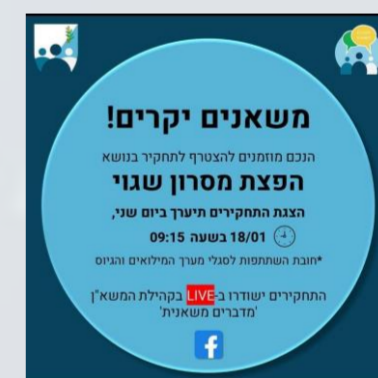 משאנים יקרים!
הנכם מוזמנים להצטרף לתחקיר בנושא
הפצת מסרון שגוי
הצגת התחקירים תיערך ביום שני,
18/01 בשעה 09:15
*חובת השתתפות לסגלי מערך המילואים והגיוס
התחקירים ישודרו ב-LIVE בקהילת המשא"ן
'מדברים משאנית'